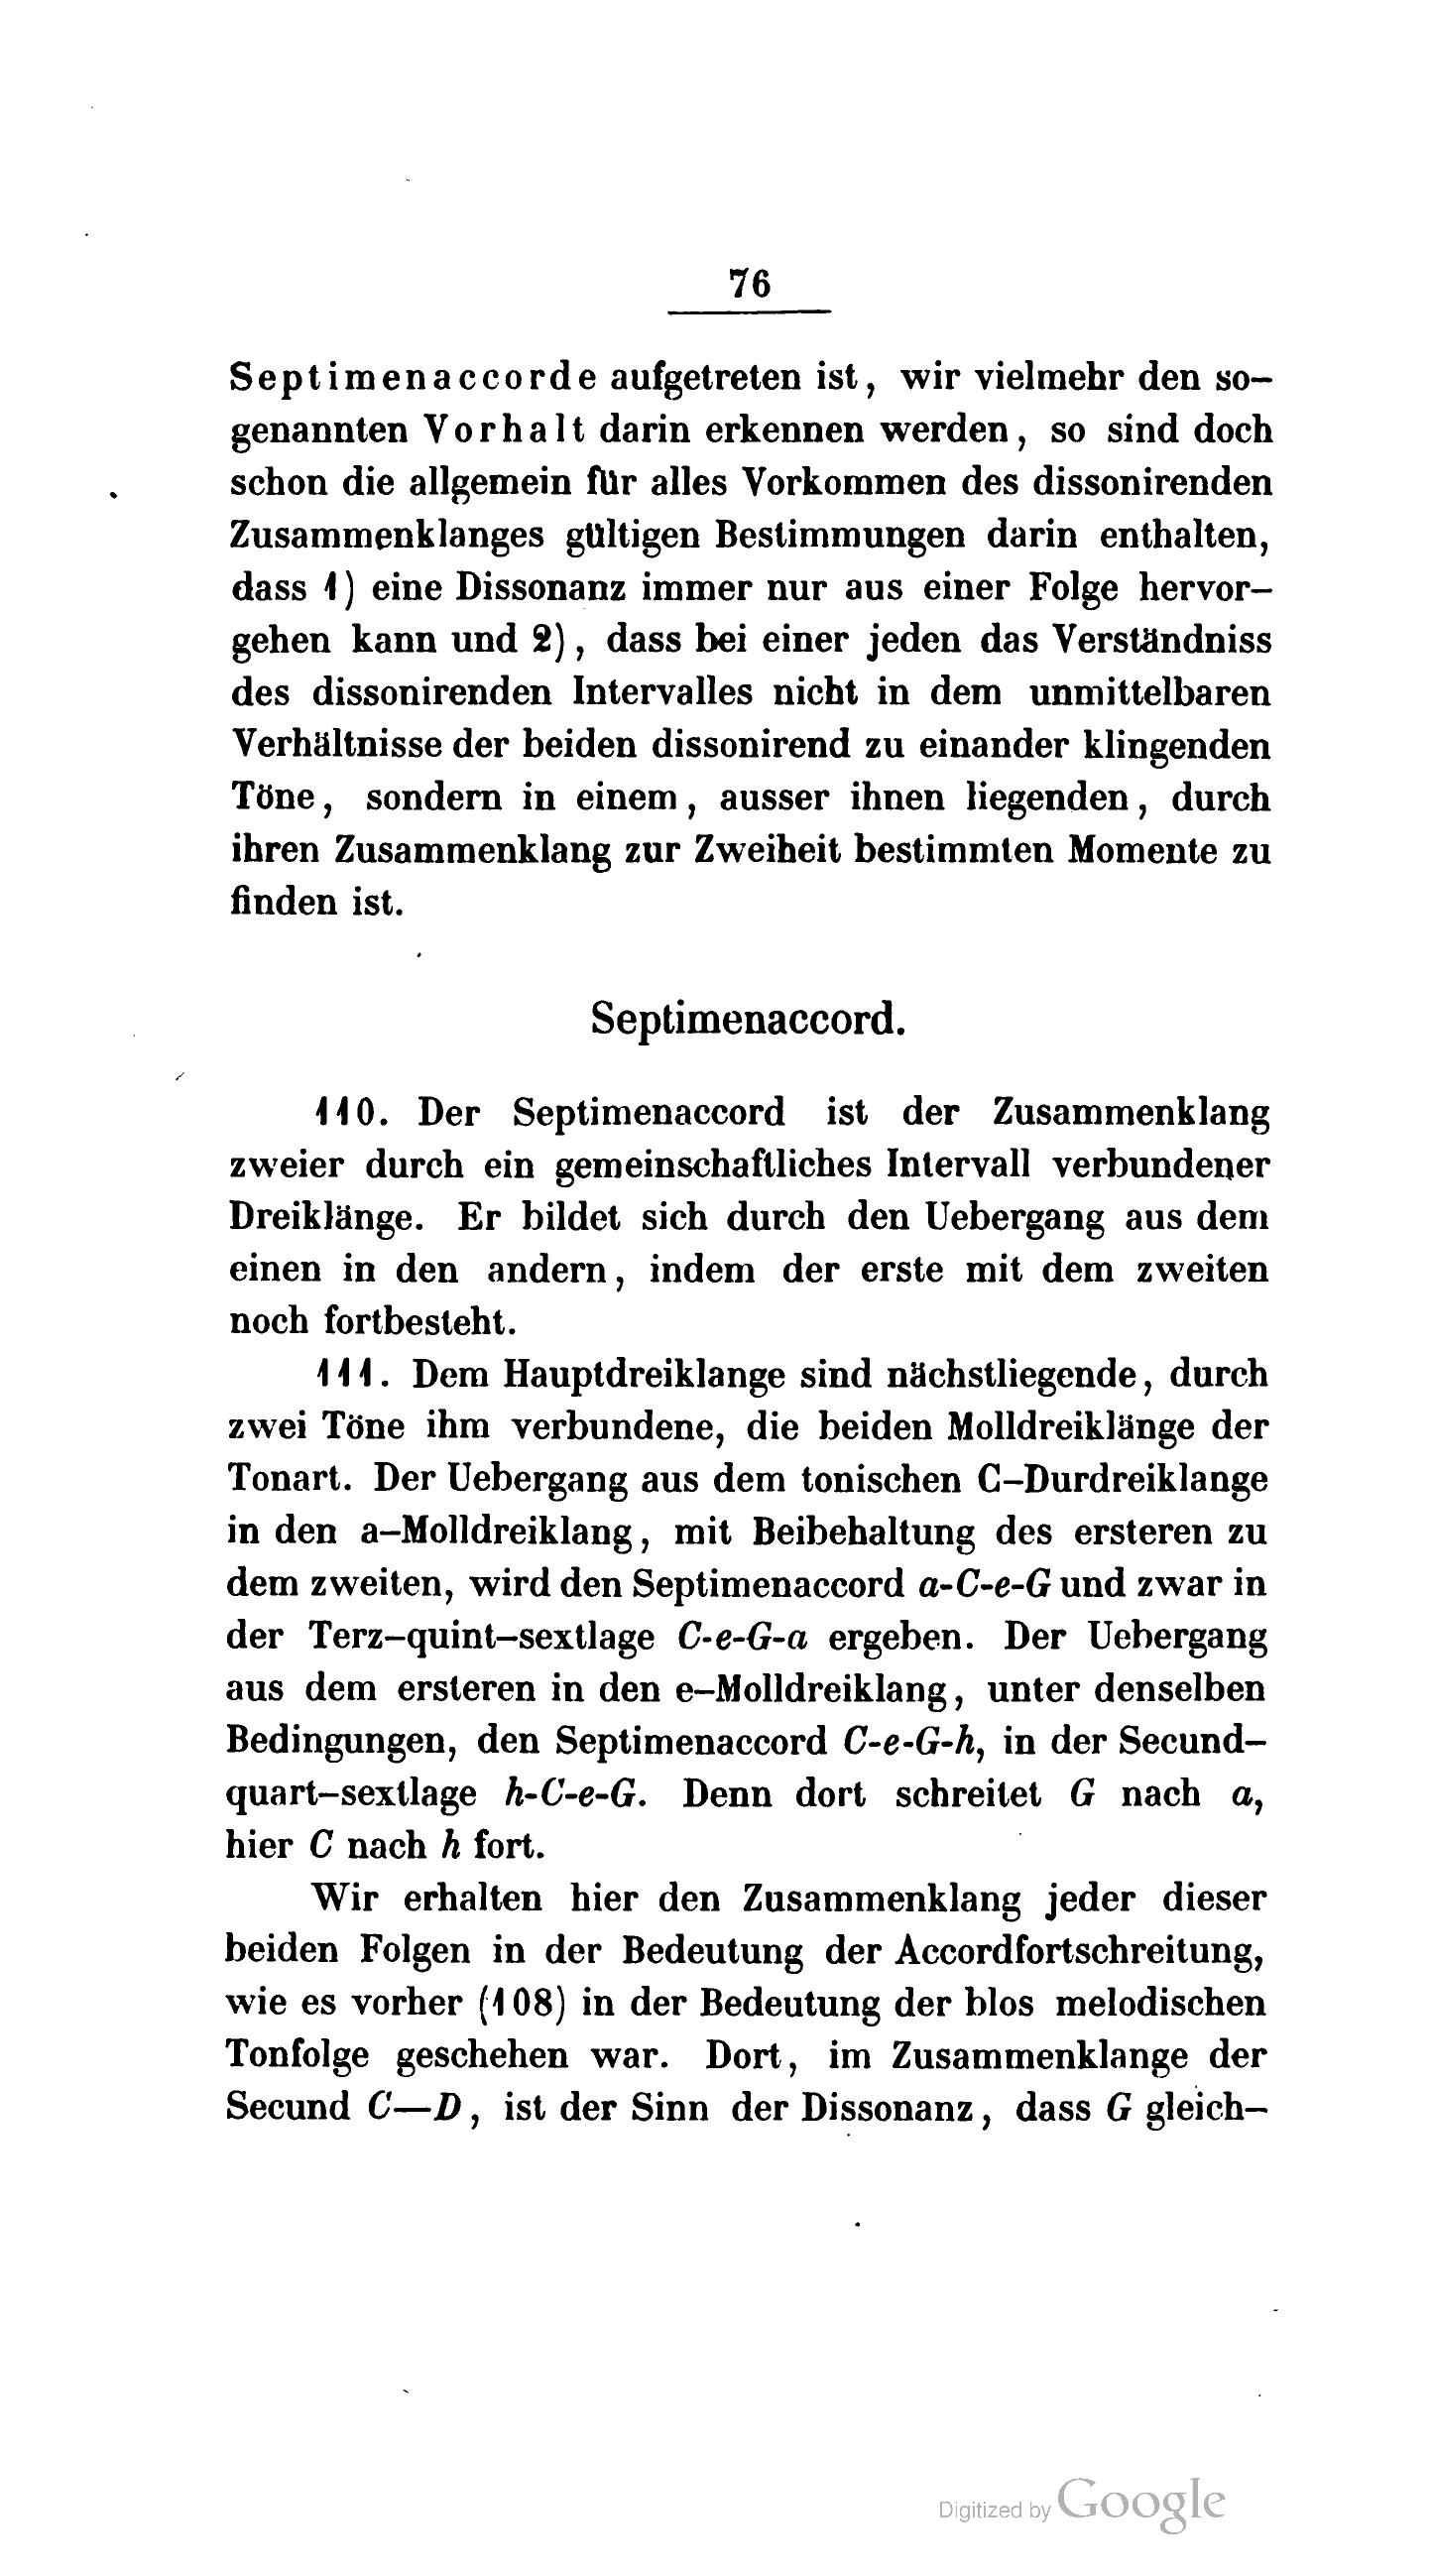 76
Septimenaccorde aufgetreten ist, wir vielmehr den so-
genannten Vorhalt darin erkennen werden, so sind doch
schon die allgemein für alles Vorkommen des dissonirenden
Zusammenklanges gültigen Bestimmungen darin enthalten,
dass 1) eine Dissonanz immer nur aus einer Folge hervor-
gehen kann und 2), dass bei einer jeden das Verständniss
des dissonirenden Intervalles nicht in dem unmittelbaren
Verhältnisse der beiden dissonirend zu einander klingenden
Töne, sondern in einem, ausser ihnen liegenden, durch
ihren Zusammenklang zur Zweiheit bestimmten Momente zu
finden ist.
Septimenaccord.
110. Der Septimenaccord ist der Zusammenklang
zweier durch ein gemeinschaftliches Intervall verbundener
Dreiklänge. Er bildet sich durch den Uebergang aus dem
einen in den andern, indem der erste mit dem zweiten
noch fortbesteht.
111. Dem Hauptdreiklange sind nächstliegende, durch
zwei Töne ihm verbundene, die beiden Molldreiklänge der
Tonart. Der Uebergang aus dem tonischen C-Durdreiklange
in den a-Molldreiklang, mit Beibehaltung des ersteren zu
dem zweiten, wird den Septimenaccord a-C-e-G und zwar in
der Terz-quint-sextlage C-e-G-a ergeben. Der Uebergang
aus dem ersteren in den e-Molldreiklang, unter denselben
Bedingungen, den Septimenaccord C-e-G-h, in der Secund-
quart-sextlage h-C-e-G. Denn dort schreitet G nach a,
hier C nach h fort.
Wir erhalten hier den Zusammenklang jeder dieser
beiden Folgen in der Bedeutung der Accordfortschreitung,
wie es vorher (108) in der Bedeutung der blos melodischen
Tonfolge geschehen war. Dort, im Zusammenklange der
Secund C—D, ist der Sinn der Dissonanz, dass G gleich-
Digitized by Google